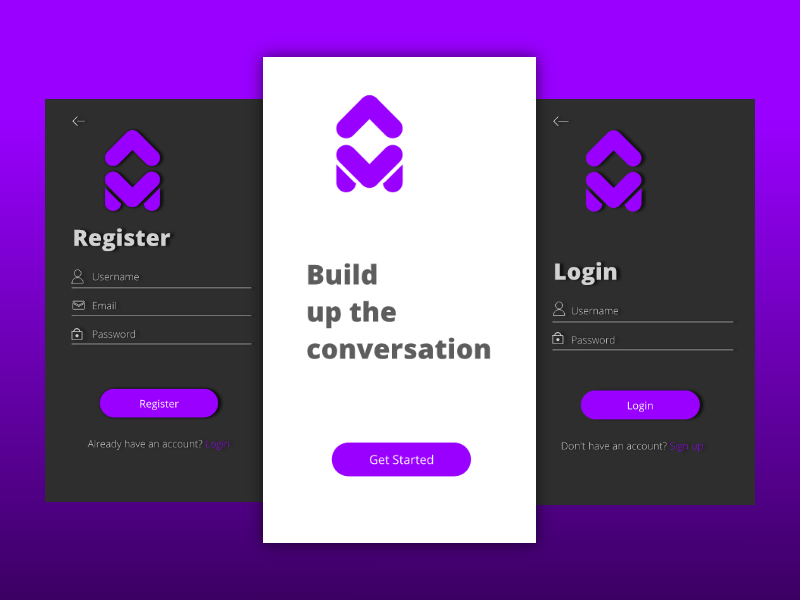 Register
Username
Email
Password
Register
Already have an account? Login
Build
up the
conversation
Get Started
Login
Username
Password
Login
Don't have an account? Sign up